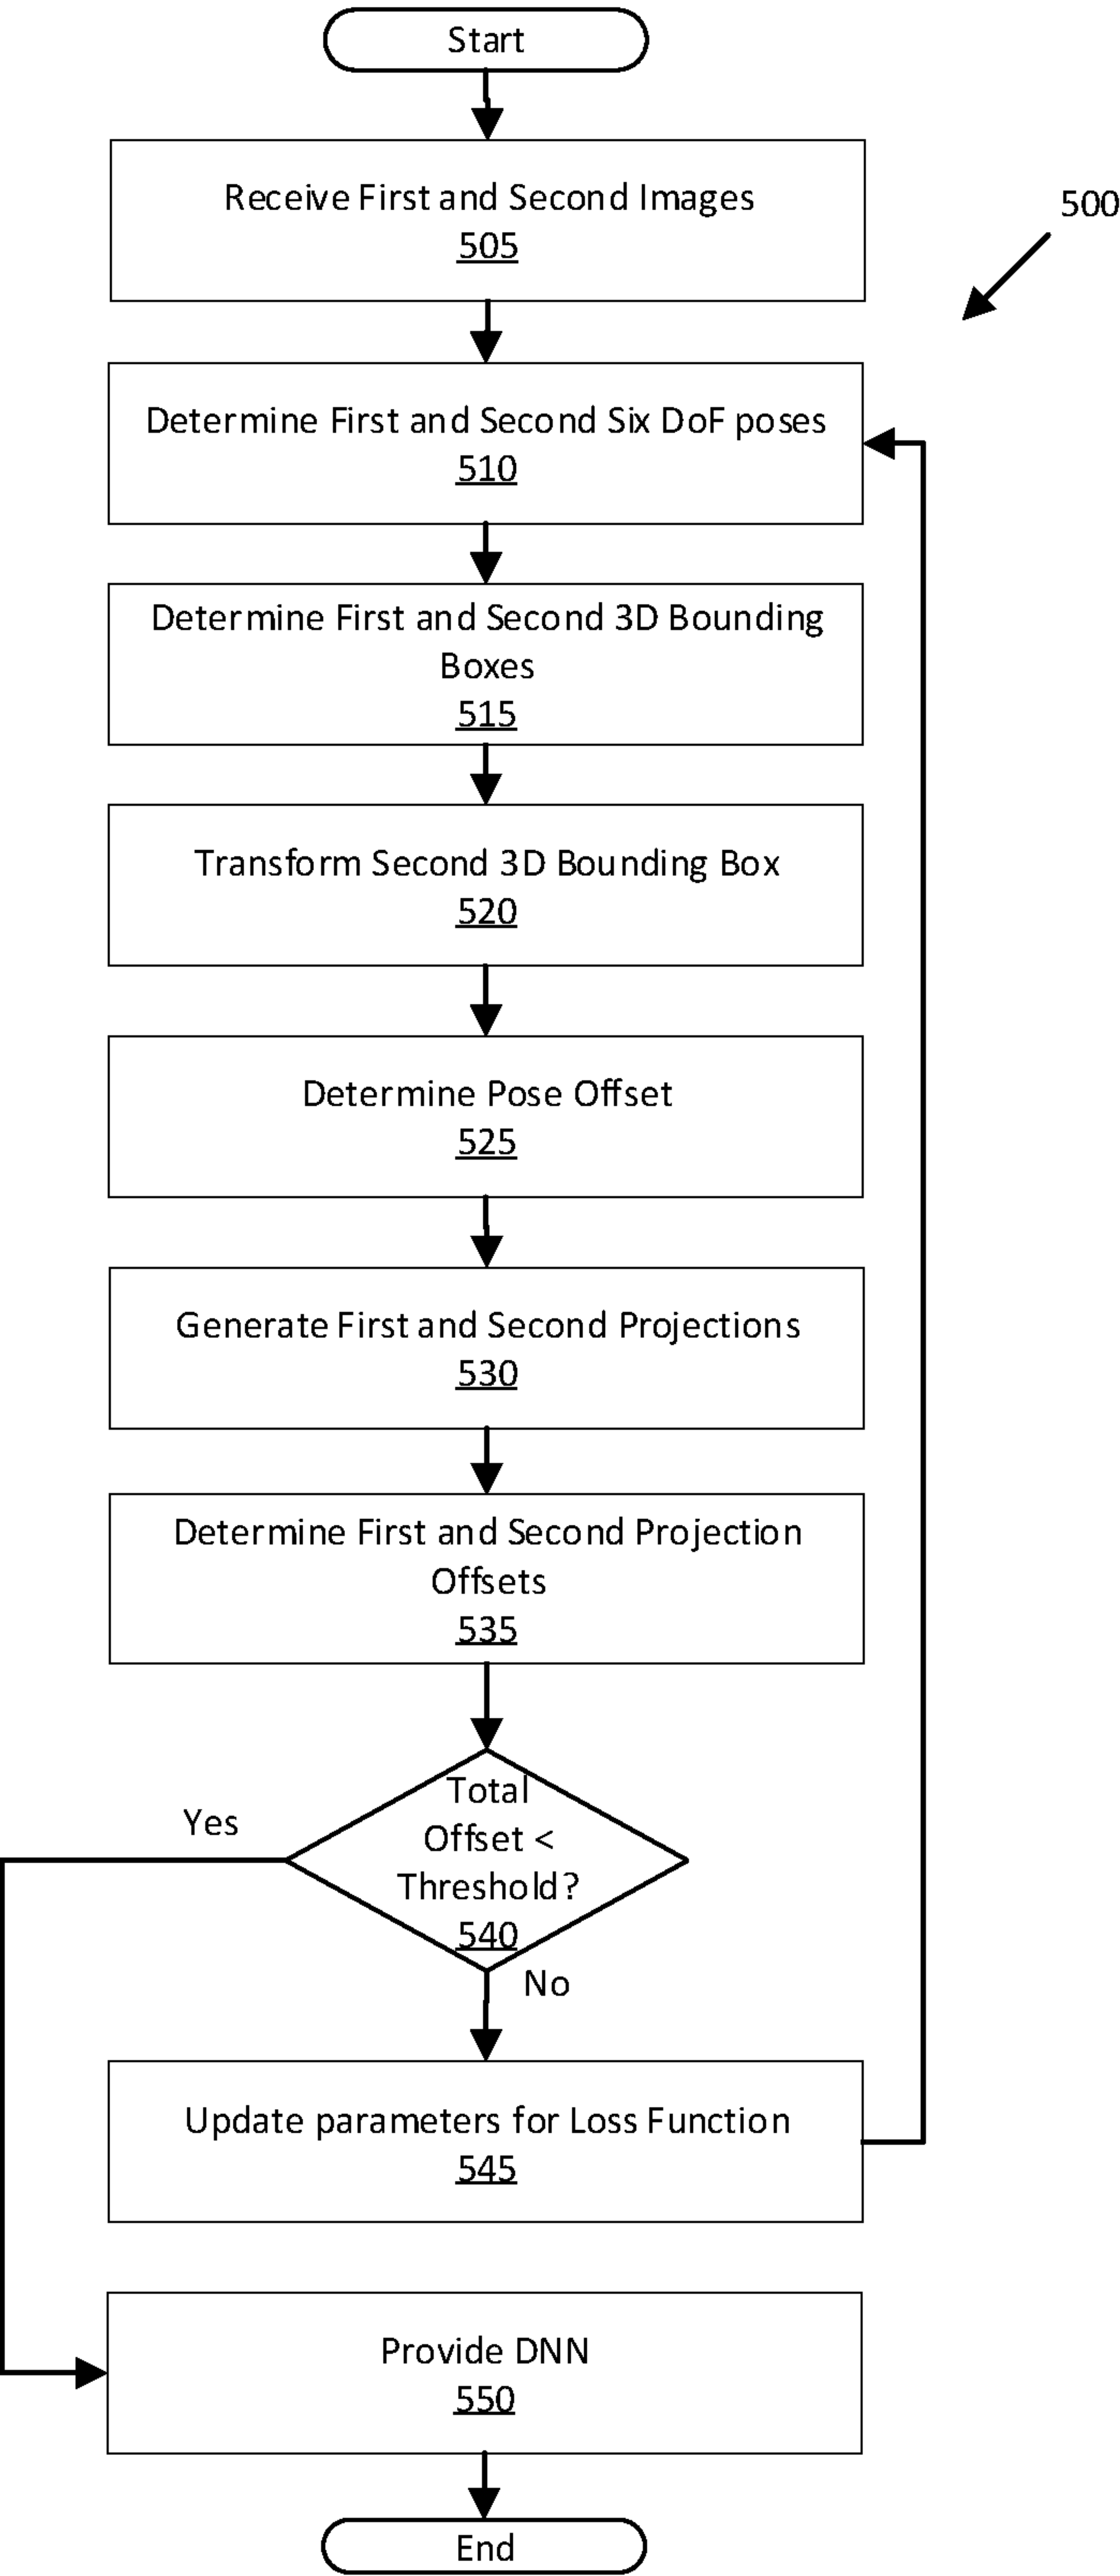 Start
Receive First and Second Images
505
500
Determine First and Second Six DoF poses
510
Determine First and Second 3D Bounding
Boxes
515
Transform Second 3D Bounding Box
520
Determine Pose Offset
525
Generate First and Second Projections
530
Determine First and Second Projection
Offsets
535
Total
Offset <
Threshold?
540
Yes
No
Update parameters for Loss Function
545
Provide DNN
550
End